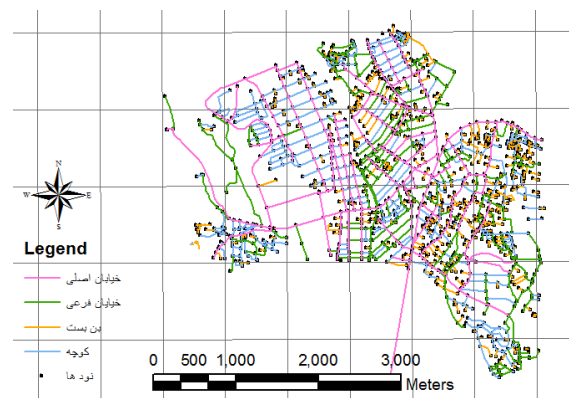 N
W E
S
Legend
خیابان اصلی
خیابان فرعی
بن بست
کوچه
نود ها
0 500 1,000 2,000 3,000
Meters